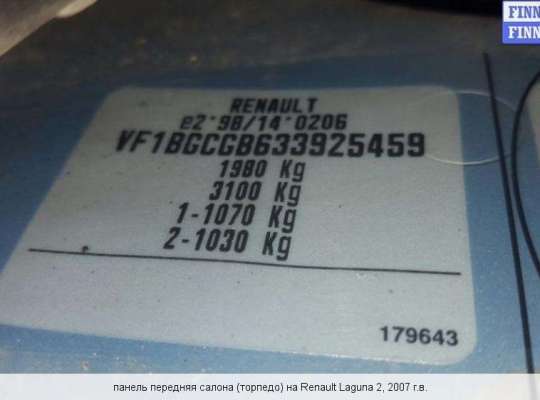 FINN
FINN
RENAULT
e2*98/14*0206
VF1BGCGB633925459
1980 Kg
3100 Kg
1-1070 Kg
2-1030 Kg
179643
панель передняя салона (торпедо) на Renault Laguna 2, 2007 г.в.